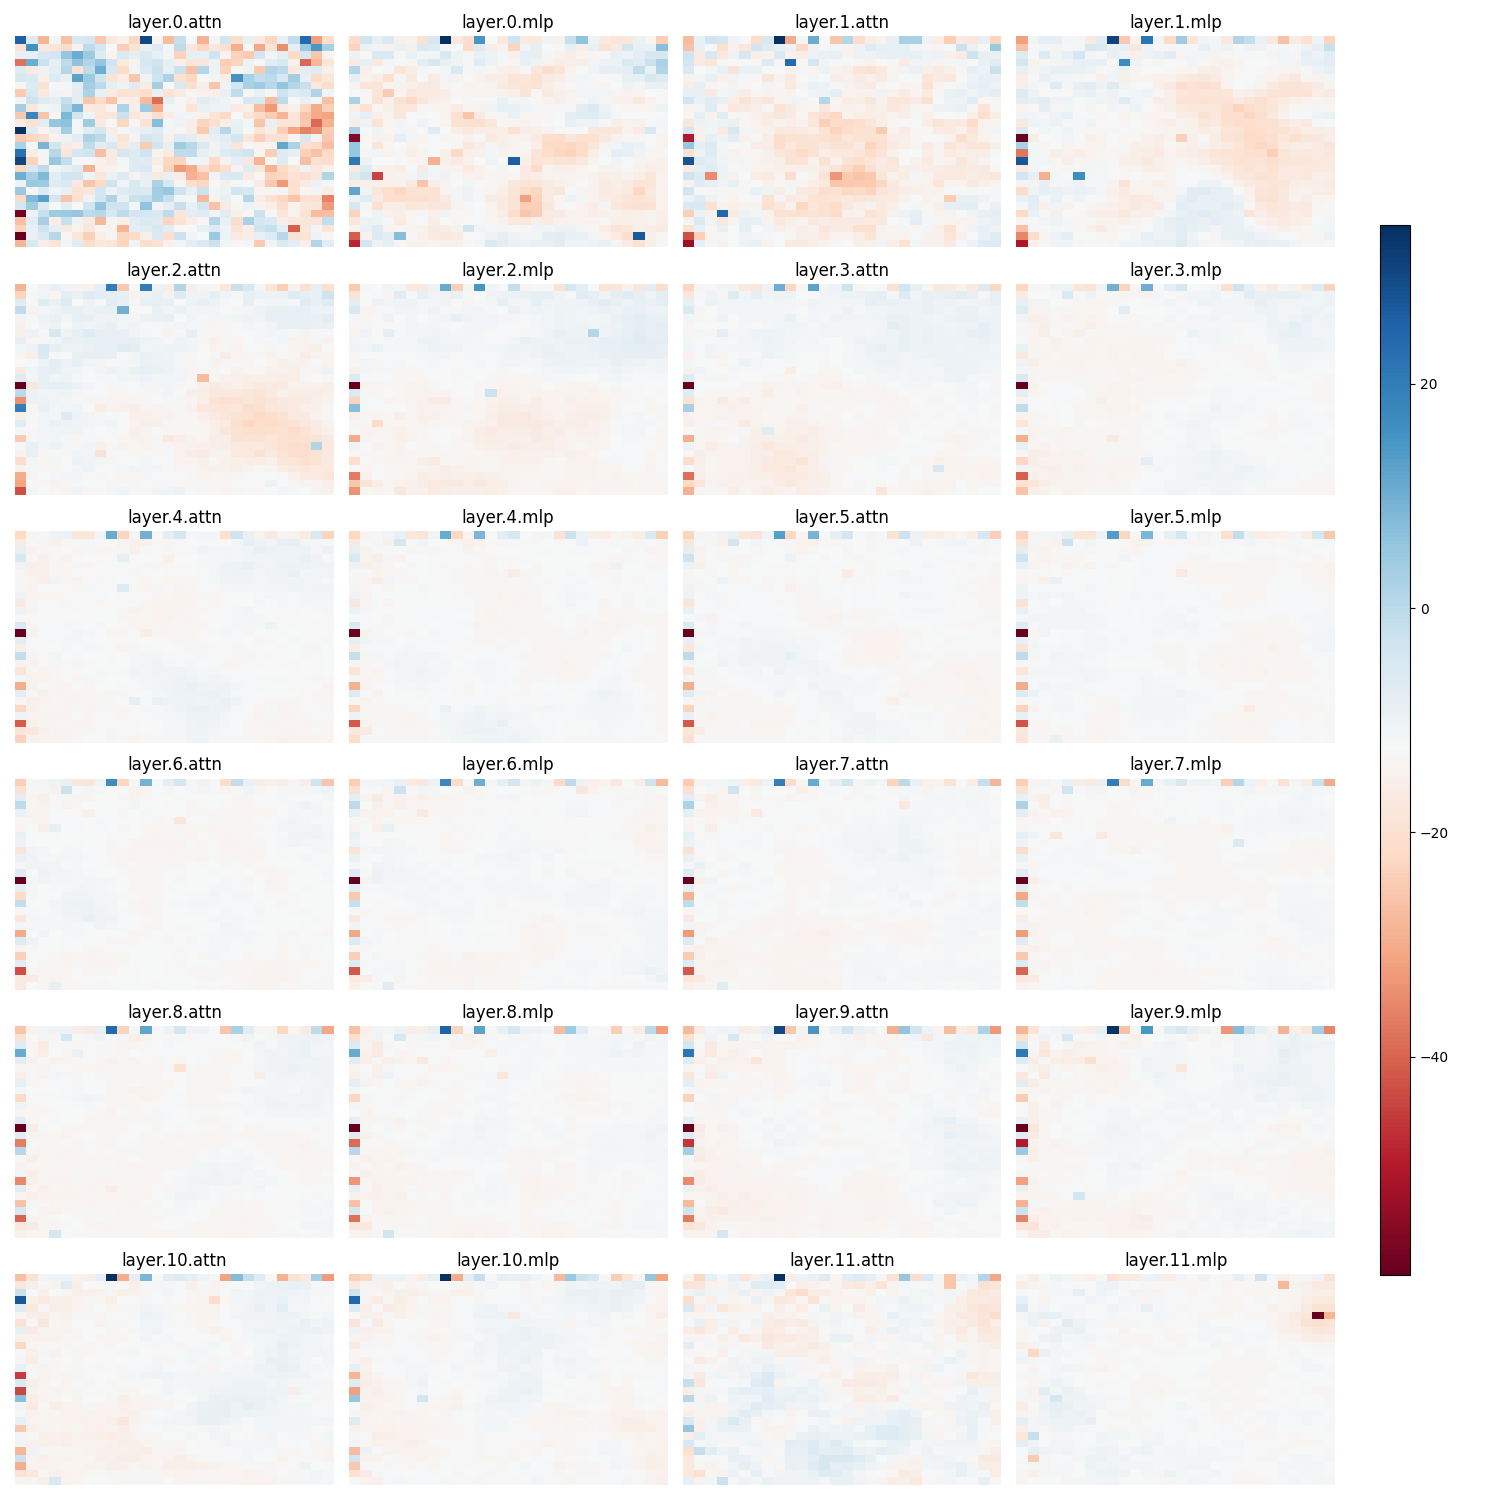 layer.0.attn layer.0.mlp layer.1.attn layer.1.mlp
layer.2.attn layer.2.mlp layer.3.attn layer.3.mlp
layer.4.attn layer.4.mlp layer.5.attn layer.5.mlp
layer.6.attn layer.6.mlp layer.7.attn layer.7.mlp
layer.8.attn layer.8.mlp layer.9.attn layer.9.mlp
layer.10.attn layer.10.mlp layer.11.attn layer.11.mlp
20
0
−20
−40